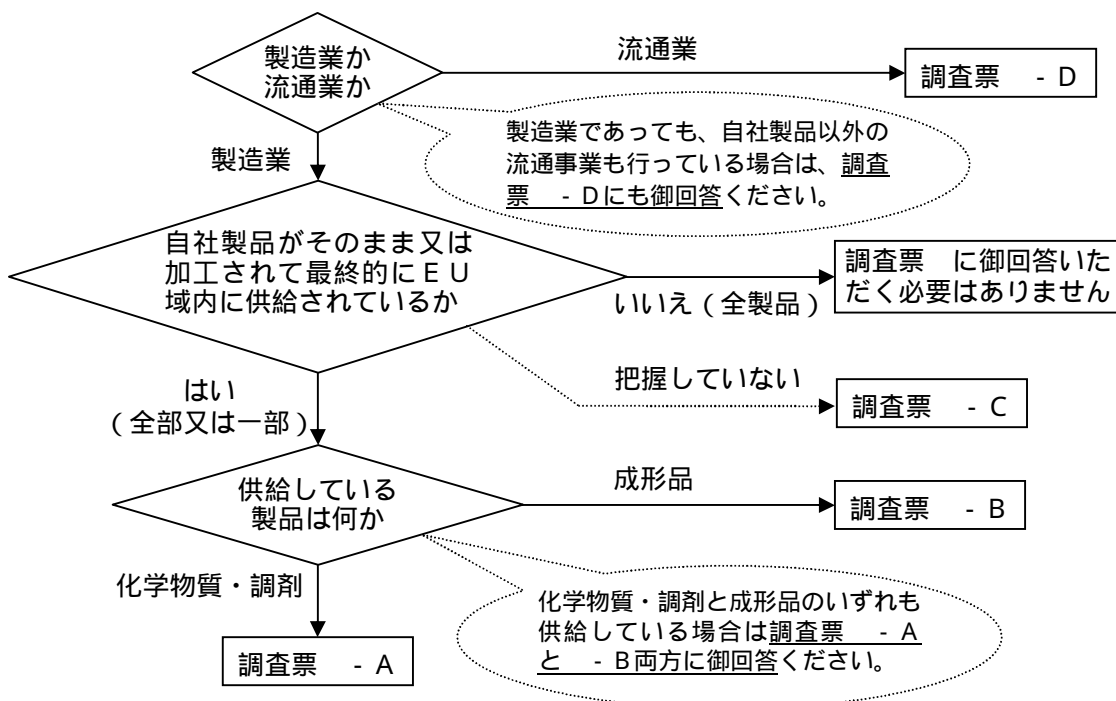 製造業か
流通業か
流通業
調査票　- D
製造業であっても、自社製品以外の
流通事業も行っている場合は、調査
票　- Dにも御回答ください。
製造業
自社製品がそのまま又は
加工されて最終的にＥＵ
域内に供給されているか
いいえ（全製品）
調査票　に御回答いた
だく必要はありません
把握していない
調査票　- C
はい
（全部又は一部）
供給している
製品は何か
成形品
調査票　- B
化学物質・調剤
調査票　- A
化学物質・調剤と成形品のいずれも
供給している場合は調査票　- A
と　- B両方に御回答ください。